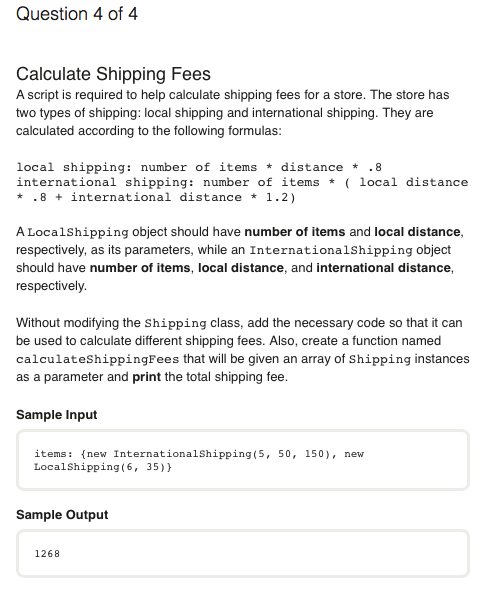 Question 4 of 4
Calculate Shipping Fees
A script is required to help calculate shipping fees for a store. The store has
two types of shipping: local shipping and international shipping. They are
calculated according to the following formulas:
local shipping: number of items * distance * .8
international shipping: number of items * ( local distance
* .8 + international distance * 1.2)
A LocalShipping object should have number of items and local distance,
respectively, as its parameters, while an InternationalShipping object
should have number of items, local distance, and international distance,
respectively.
Without modifying the Shipping class, add the necessary code so that it can
be used to calculate different shipping fees. Also, create a function named
calculateShippingFees that will be given an array of Shipping instances
as a parameter and print the total shipping fee.
Sample Input
items: {new InternationalShipping(5, 50, 150), new
LocalShipping(6, 35)}
Sample Output
1268